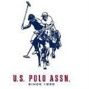 U.S. POLO ASSN.
SINCE 1890